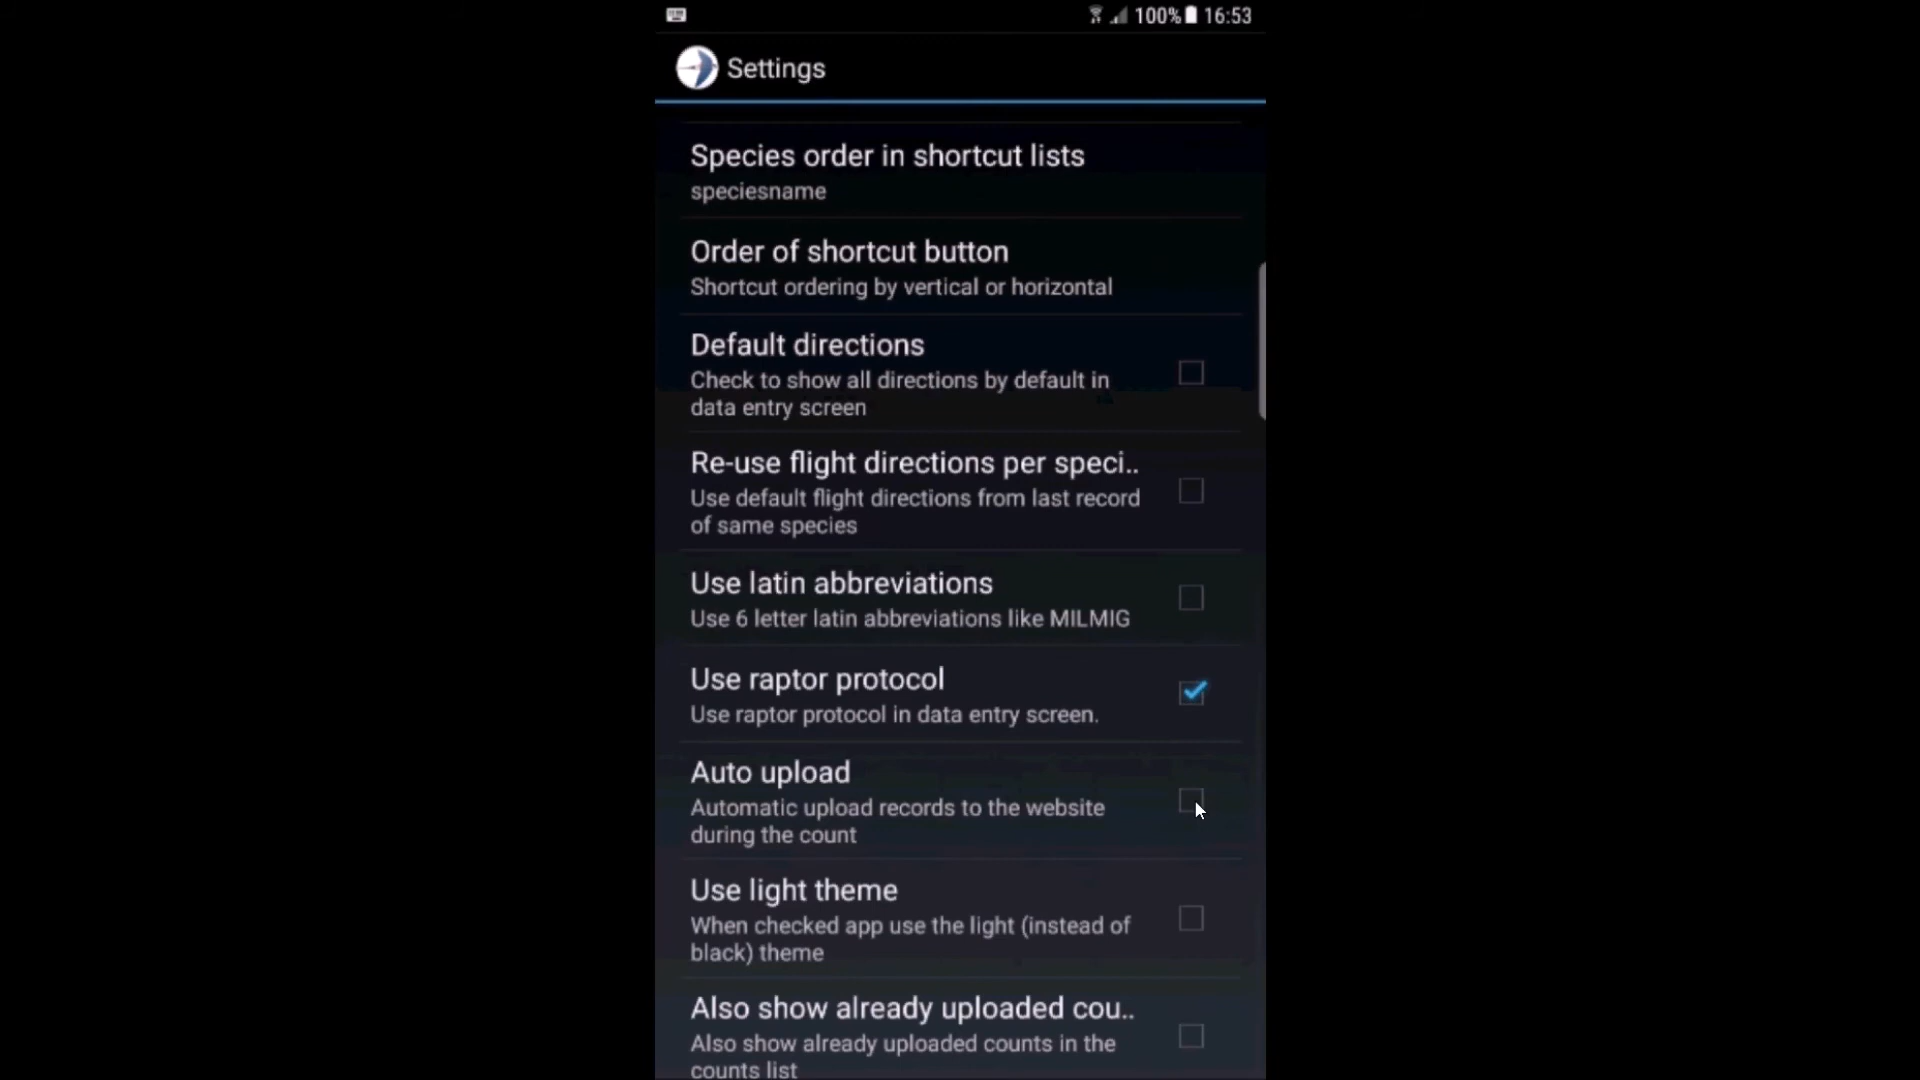 100% 16:53
Settings
Species order in shortcut lists
speciesname
Order of shortcut button
Shortcut ordering by vertical or horizontal
Default directions
Check to show all directions by default in
data entry screen
Re-use flight directions per speci..
Use default flight directions from last record
of same species
Use latin abbreviations
Use 6 letter latin abbreviations like MILMIG
Use raptor protocol
Use raptor protocol in data entry screen.
Auto upload
Automatic upload records to the website
during the count
Use light theme
When checked app use the light (instead of
black) theme
Also show already uploaded cou..
Also show already uploaded counts in the
counts list